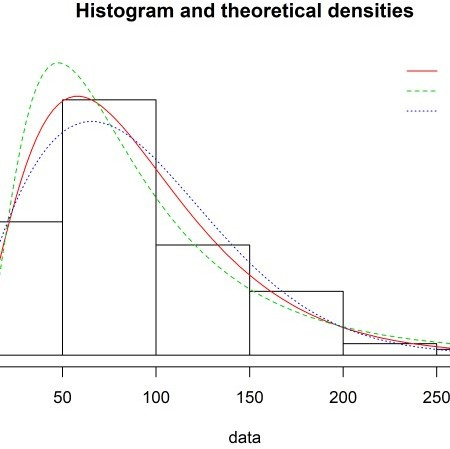 Histogram and theoretical densities
50 100 150 200 250
data